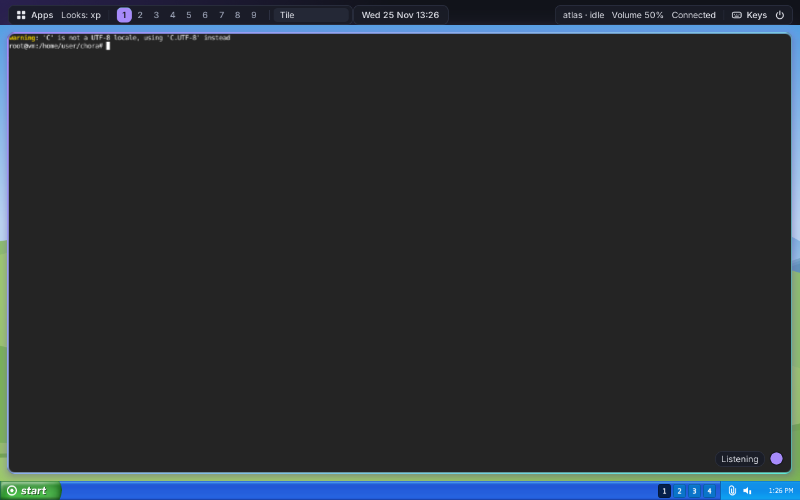 Apps Looks: xp 1 2 3 4 5 6 7 8 9 Tile Wed 25 Nov 13:26 atlas · idle Volume 50% Connected Keys
warning: 'C' is not a UTF-8 locale, using 'C.UTF-8' instead
root@vm:/home/user/chora#
Listening
start 1 2 3 4 1:26 PM